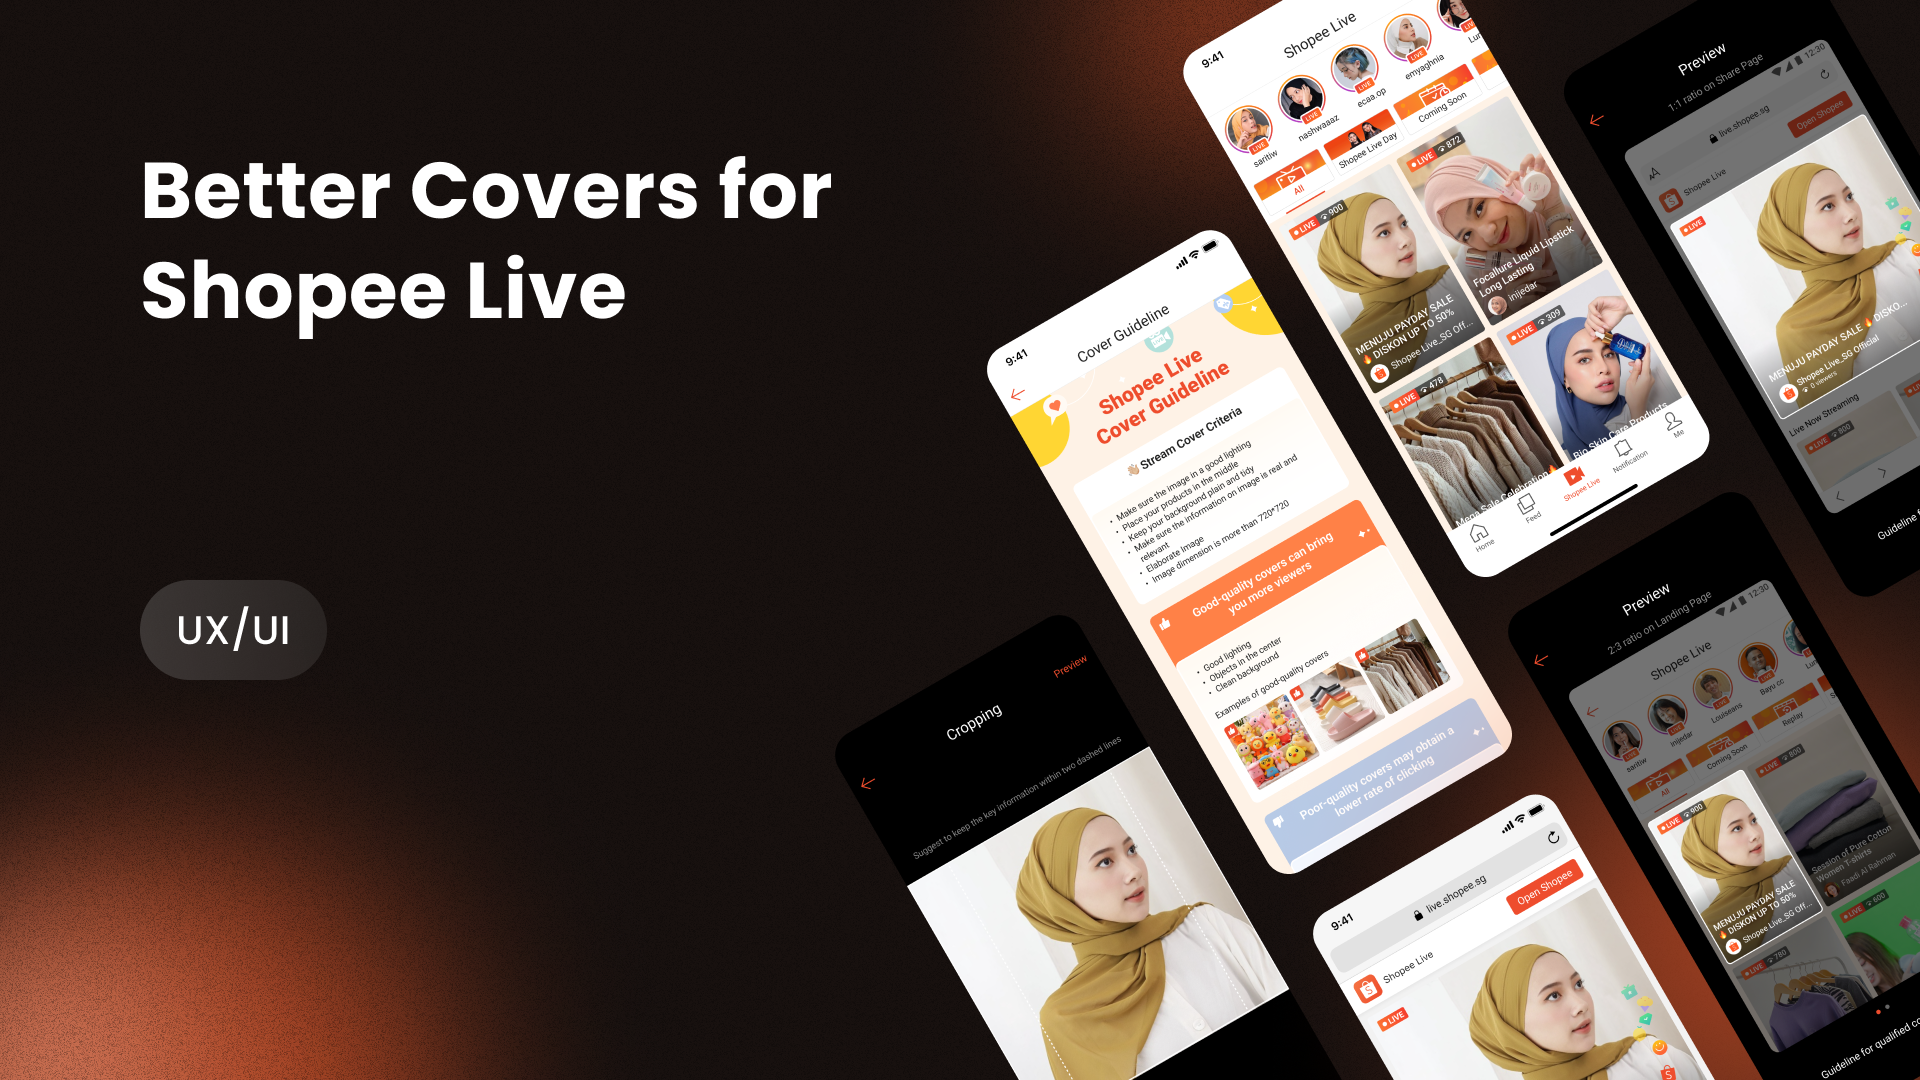 Better Covers for
Shopee Live
UX/UI
9:41
Shopee Live
saritiw
nashwaaaz
ecaa.op
emyaghnia
LIVE
LIVE
LIVE
LIVE
All
Shopee Live Day
Coming Soon
LIVE 900
MENUJU PAYDAY SALE
🔥 DISKON UP TO 50%
Shopee Live_SG Off...
LIVE 872
Focallure Liquid Lipstick
Long Lasting
inijedar
LIVE 478
Mega Sale Celebration🔥
LIVE 309
Bio Skin Care Products
Home
Feed
Shopee Live
Notification
Me
Preview
1:1 ratio on Share Page
12:30
AA
live.shopee.sg
Shopee Live
Open Shopee
LIVE
MENUJU PAYDAY SALE 🔥 DISKO...
Shopee Live_SG Official
0 viewers
Live Now Streaming
LIVE 800
Guideline
9:41
Cover Guideline
Shopee Live
Cover Guideline
👋🏻 Stream Cover Criteria
• Make sure the image in a good lighting
• Place your products in the middle
• Keep your background plain and tidy
• Make sure the information on image is real and
relevant
• Elaborate Image
• Image dimension is more than 720*720
Good-quality covers can bring
you more viewers
• Good lighting
• Objects in the center
• Clean background
Examples of good-quality covers
Poor-quality covers may obtain a
lower rate of clicking
Preview
Cropping
Suggest to keep the key information within two dashed lines
9:41
live.shopee.sg
Shopee Live
Open Shopee
LIVE
Preview
2:3 ratio on Landing Page
12:30
Shopee Live
saritiw
inijedar
Louiseans
Bayu cc
All
Coming Soon
Replay
LIVE 900
MENUJU PAYDAY SALE
🔥 DISKON UP TO 50%
Shopee Live_SG Off...
LIVE 800
Session of Pure Cotton
Women T-shirts
Faadi Al Rahman
LIVE 780
LIVE 600
Guideline for qualified co